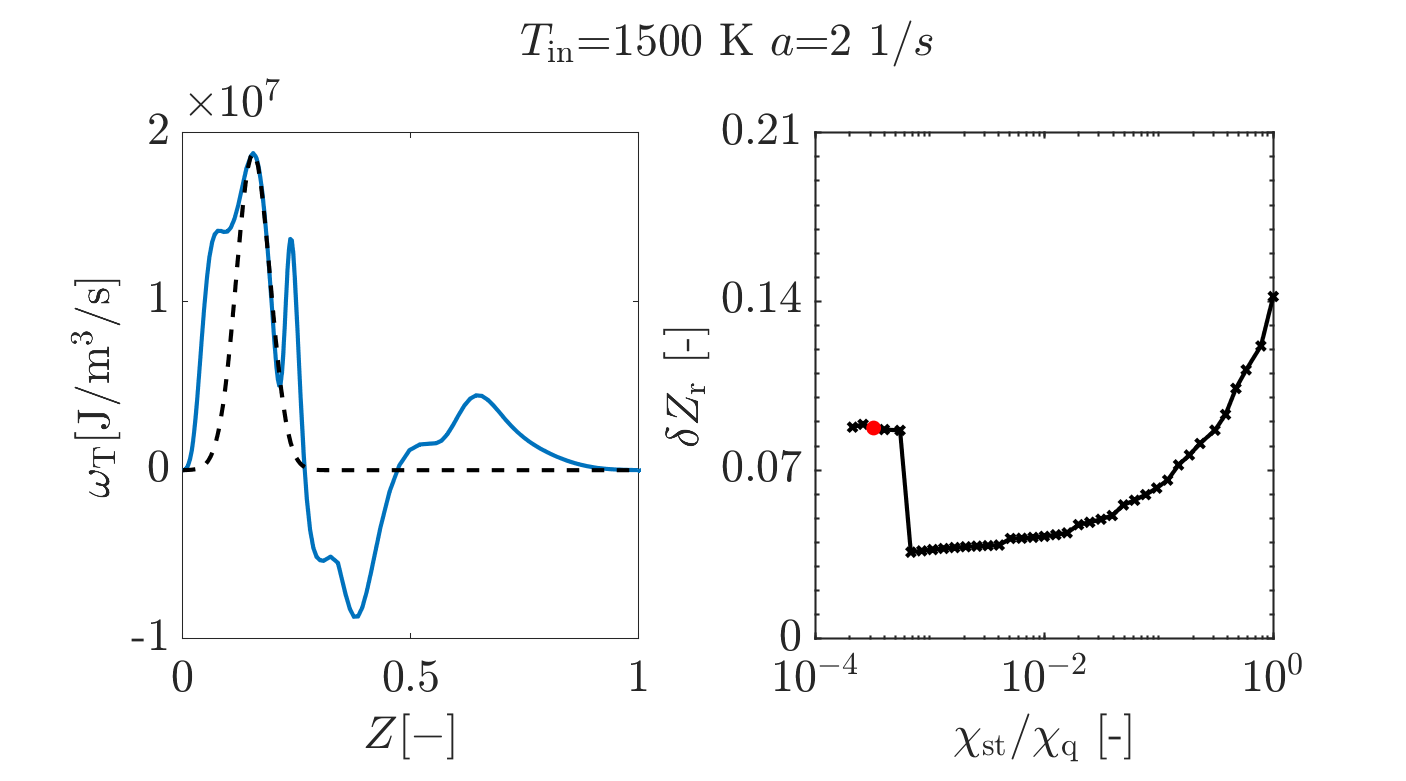 T_in=1500 K a=2 1/s
×10^7
2
1
0
-1
0 0.5 1
Z[−]
ω_T[J/m^3/s]
0.21
0.14
0.07
0
10^−4 10^−2 10^0
χ_st/χ_q [-]
δZ_r [-]